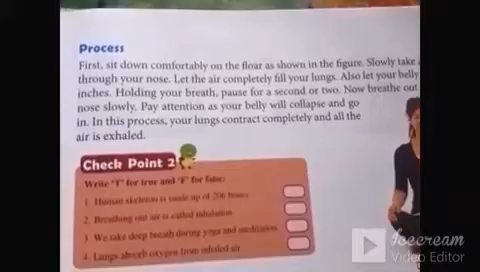 Process
First, sit down comfortably on the floar as shown in the figure. Slowly take
through your nose. Let the air completely fill your lungs. Also let your belly
inches. Holding your breath, pause for a second or two. Now breathe out
nose slowly. Pay attention as your belly will collapse and go
in. In this process, your lungs contract completely and all the
air is exhaled.
Check Point 2
Write "T" for true and "F" for false:
1. Human skeleton is made up of 206 bones.
2. Breathing out air is called inhalation.
3. We take deep breath during yoga and meditation.
4. Lungs absorb oxygen from inhaled air.
Icecream
Video Editor